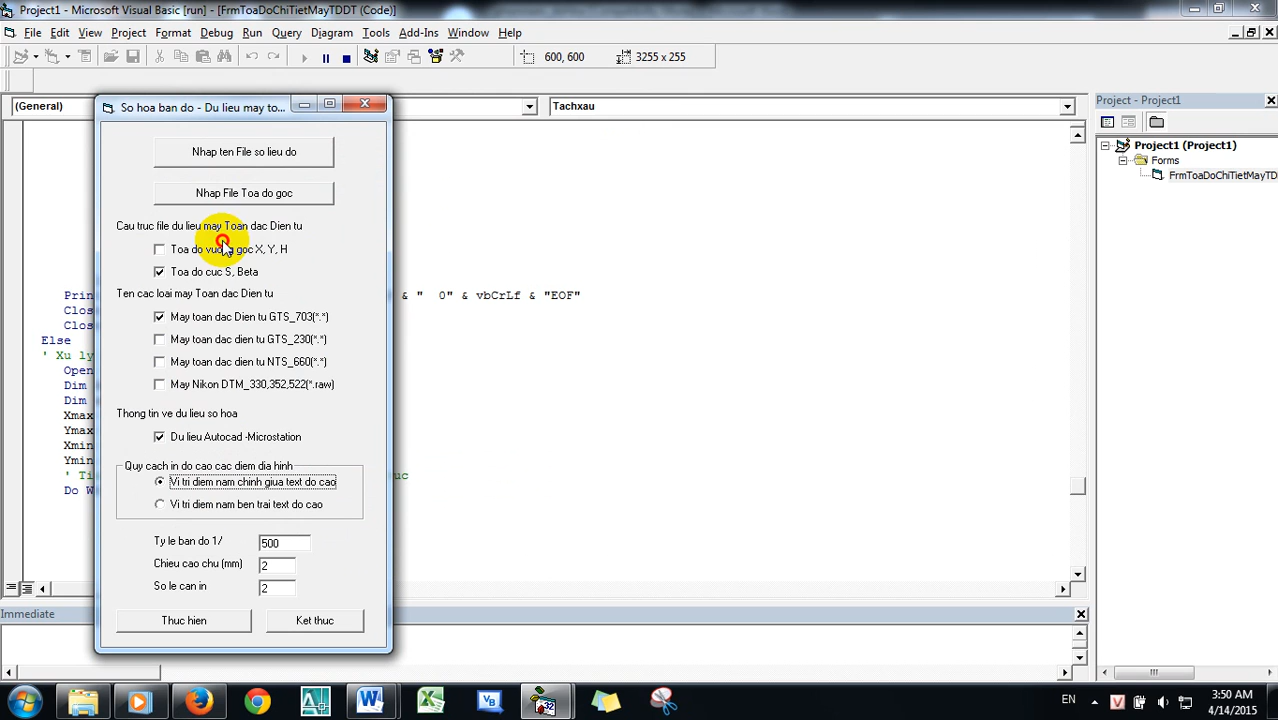 Project1 - Microsoft Visual Basic [run] - [FrmToaDoChiTietMayTDDT (Code)]
File Edit View Project Format Debug Run Query Diagram Tools Add-Ins Window Help
600, 600 3255 x 255
(General) Tachxau
Project - Project1
Project1 (Project1)
Forms
FrmToaDoChiTietMayTD
So hoa ban do - Du lieu may to...
Nhap ten File so lieu do
Nhap File Toa do goc
Cau truc file du lieu may Toan dac Dien tu
Toa do vuong goc X, Y, H
Toa do cuc S, Beta
Ten cac loai may Toan dac Dien tu
May toan dac Dien tu GTS_703(*.*)
May toan dac dien tu GTS_230(*.*)
May toan dac dien tu NTS_660(*.*)
May Nikon DTM_330,352,522(*.raw)
Thong tin ve du lieu so hoa
Du lieu Autocad -Microstation
Quy cach in do cao cac diem dia hinh
Vi tri diem nam chinh giua text do cao
Vi tri diem nam ben trai text do cao
Ty le ban do 1/ 500
Chieu cao chu (mm) 2
So le can in 2
Thuc hien Ket thuc
Prin & " 0" & vbCrLf & "EOF"
Clos
Clos
Else
' Xu ly
Open
Dim
Dim
Xmax
Ymax
Xmin
Ymin
' Ti uc
Do W
Immediate
EN
3:50 AM
4/14/2015